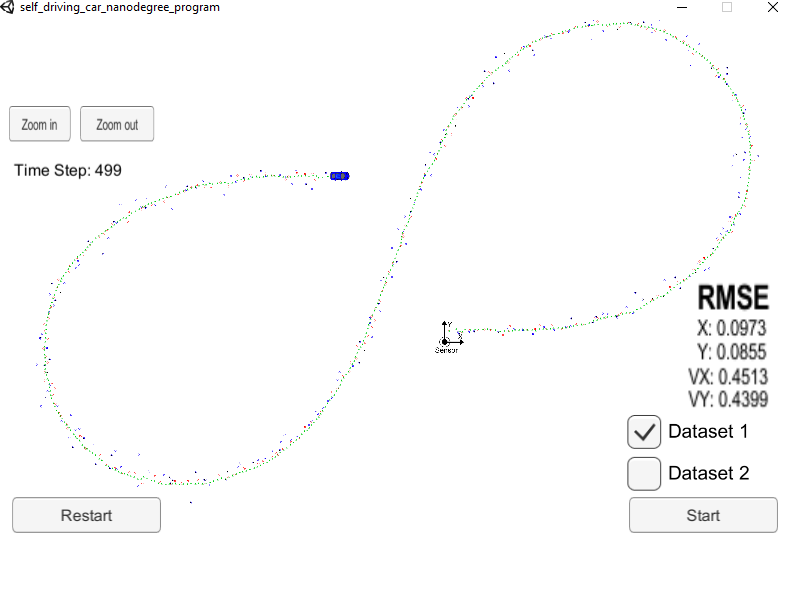 self_driving_car_nanodegree_program
Zoom in
Zoom out
Time Step: 499
RMSE
X: 0.0973
Y: 0.0855
VX: 0.4513
VY: 0.4399
Y
X
Sensor
Dataset 1
Dataset 2
Restart
Start